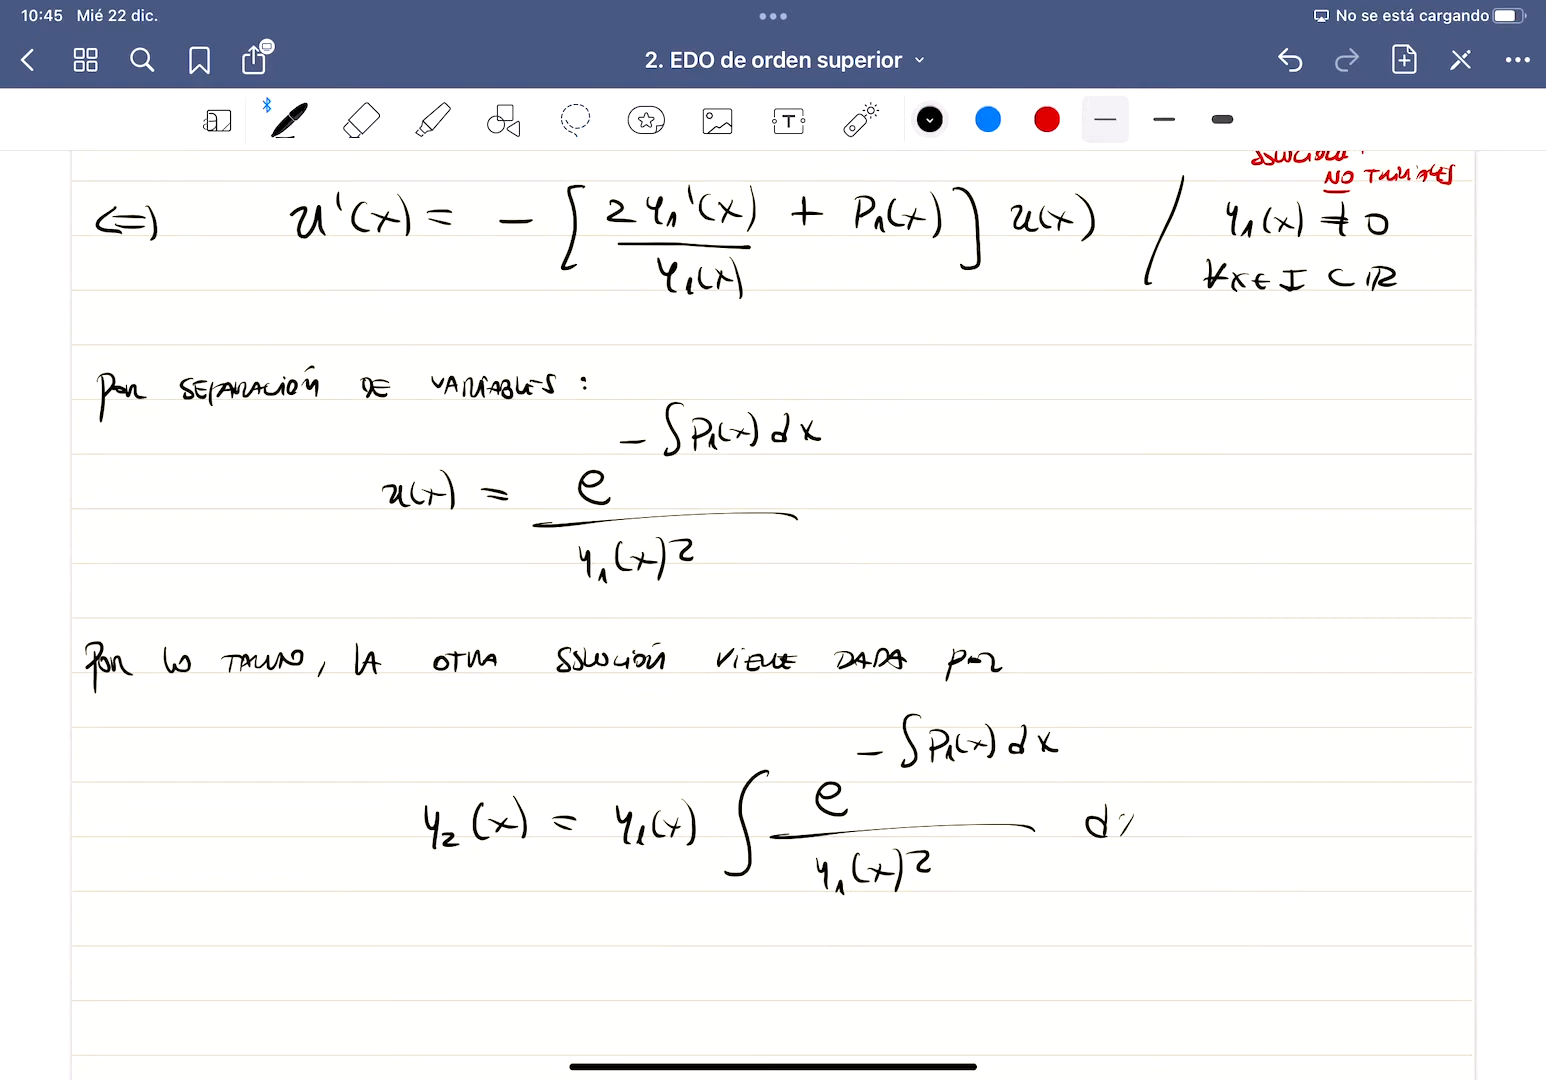 10:45 Mié 22 dic.
No se está cargando
2. EDO de orden superior
NO TRIVIALES
⇔) u'(x) = - [ 2y₁'(x) / y₁(x) + P₁(x) ] u(x) / y₁(x) ≠ 0
∀x ∈ I ⊂ ℝ
Por SEPARACIÓN DE VARIABLES :
u(x) = e^(-∫P₁(x) dx) / y₁(x)²
Por lo TANTO, LA OTRA SOLUCIÓN VIENE DADA por
y₂(x) = y₁(x) ∫ e^(-∫P₁(x) dx) / y₁(x)² dx